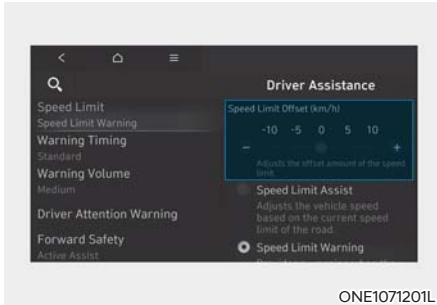 Driver Assistance
Speed Limit
Speed Limit Warning
Warning Timing
Standard
Warning Volume
Medium
Driver Attention Warning
Forward Safety
Active Assist
Speed Limit Offset (km/h)
-10 -5 0 5 10
− +
Adjusts the offset amount of the speed
limit.
Speed Limit Assist
Adjusts the vehicle speed
based on the current speed
limit of the road.
Speed Limit Warning
ONE1071201L